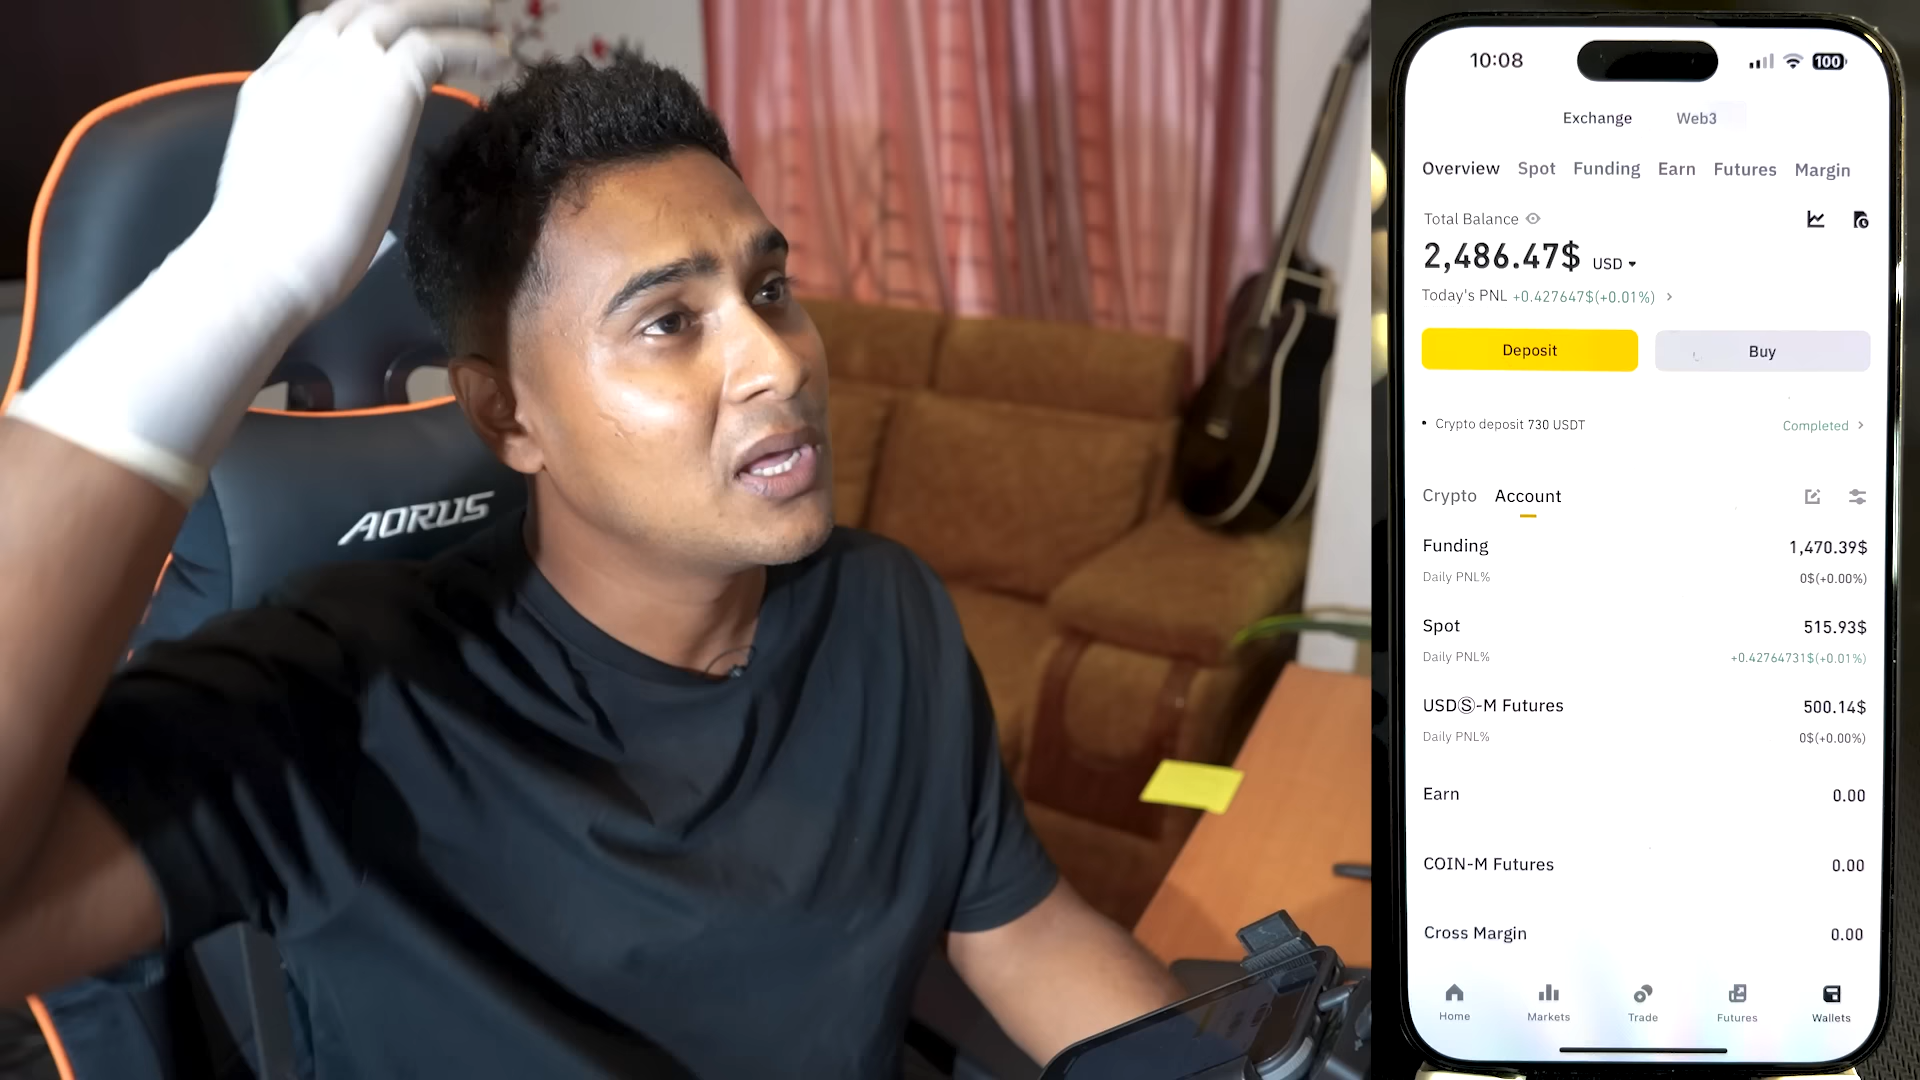 AORUS
10:08
100
Exchange Web3
Overview Spot Funding Earn Futures Margin
Total Balance
2,486.47$ USD
Today's PNL +0.427647$(+0.01%)
Deposit Buy
Crypto deposit 730 USDT Completed
Crypto Account
Funding 1,470.39$
Daily PNL% 0$(+0.00%)
Spot 515.93$
Daily PNL% +0.42764731$(+0.01%)
USDⓈ-M Futures 500.14$
Daily PNL% 0$(+0.00%)
Earn 0.00
COIN-M Futures 0.00
Cross Margin 0.00
Home Markets Trade Futures Wallets